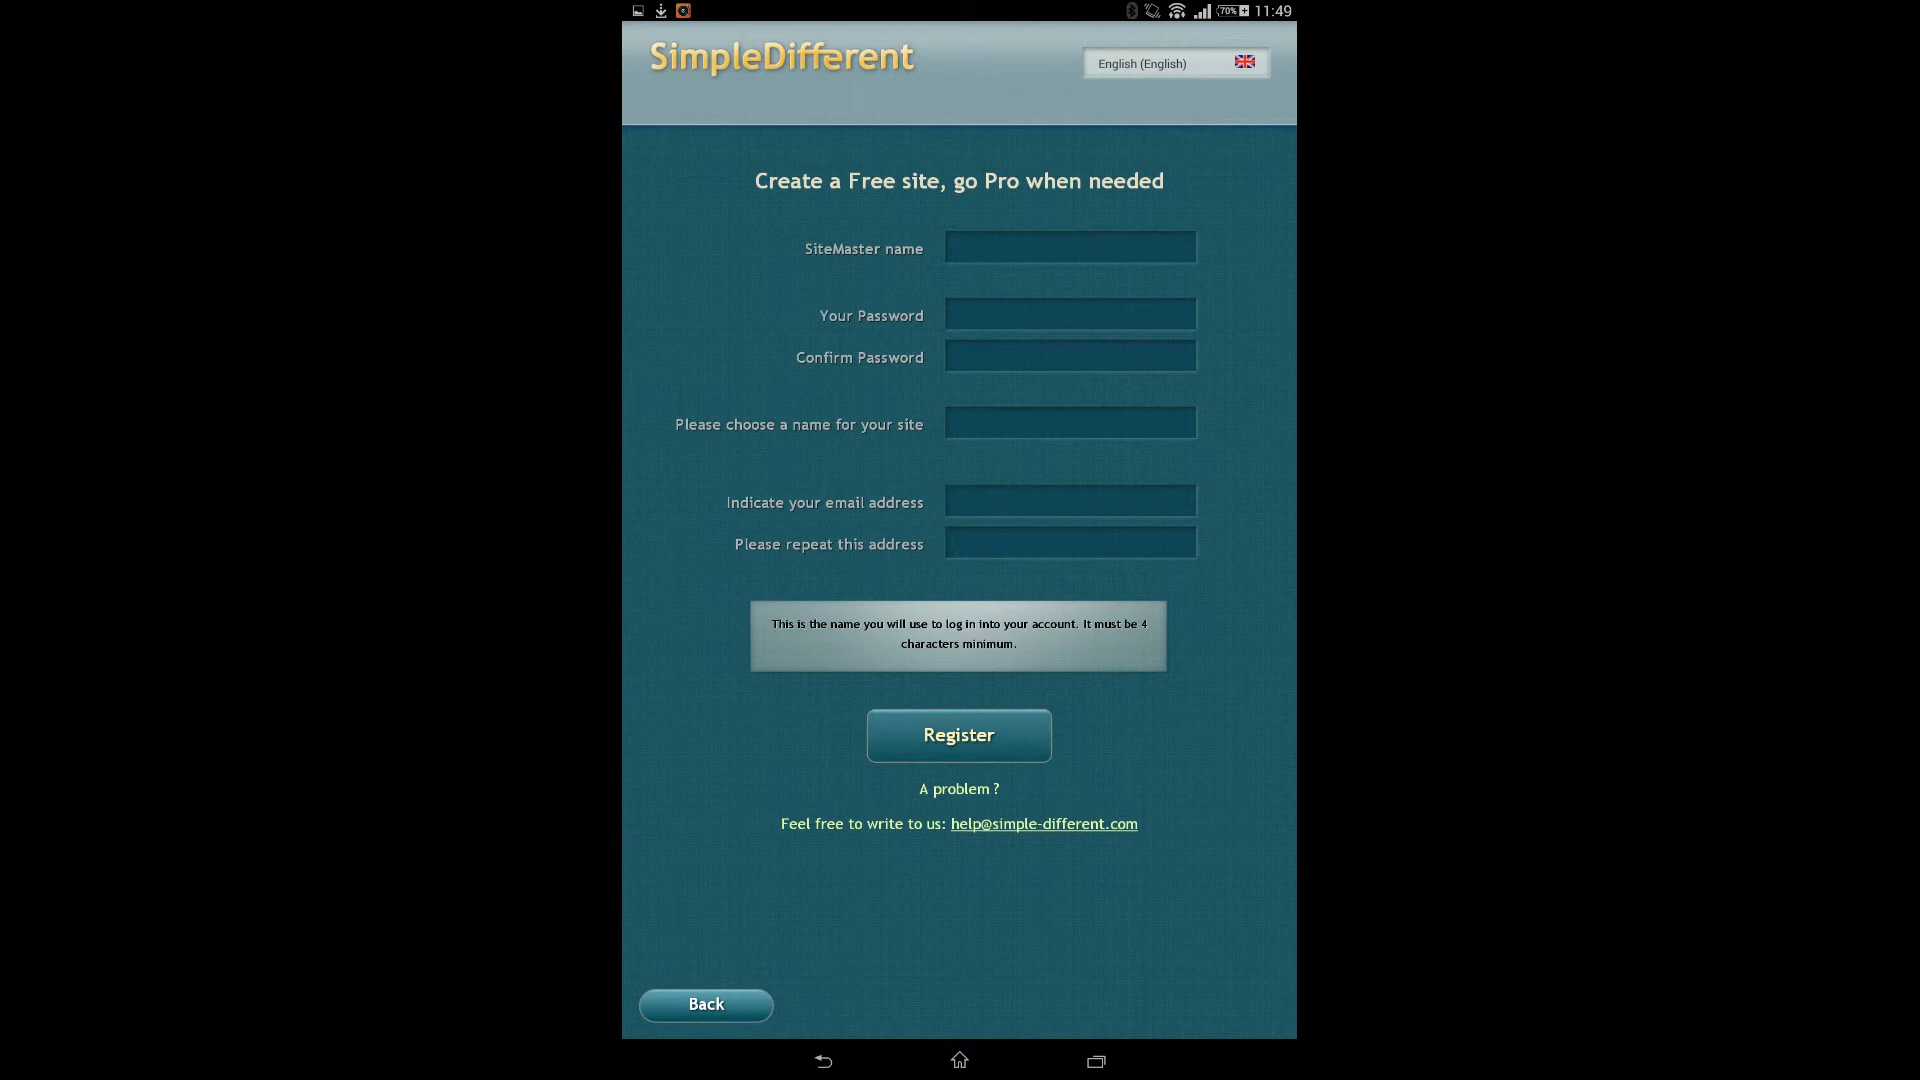 70% 11:49
SimpleDifferent
English (English)
Create a Free site, go Pro when needed
SiteMaster name
Your Password
Confirm Password
Please choose a name for your site
Indicate your email address
Please repeat this address
This is the name you will use to log in into your account. It must be 4
characters minimum.
Register
A problem ?
Feel free to write to us: help@simple-different.com
Back